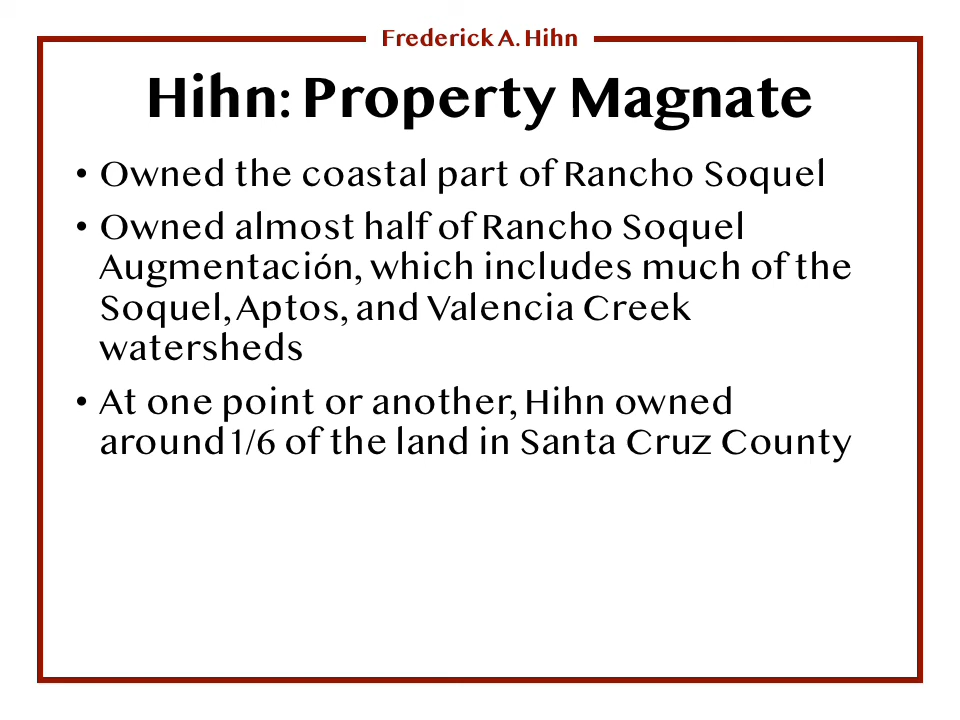 Frederick A. Hihn
Hihn: Property Magnate
• Owned the coastal part of Rancho Soquel
• Owned almost half of Rancho Soquel
Augmentación, which includes much of the
Soquel, Aptos, and Valencia Creek
watersheds
• At one point or another, Hihn owned
around 1/6 of the land in Santa Cruz County